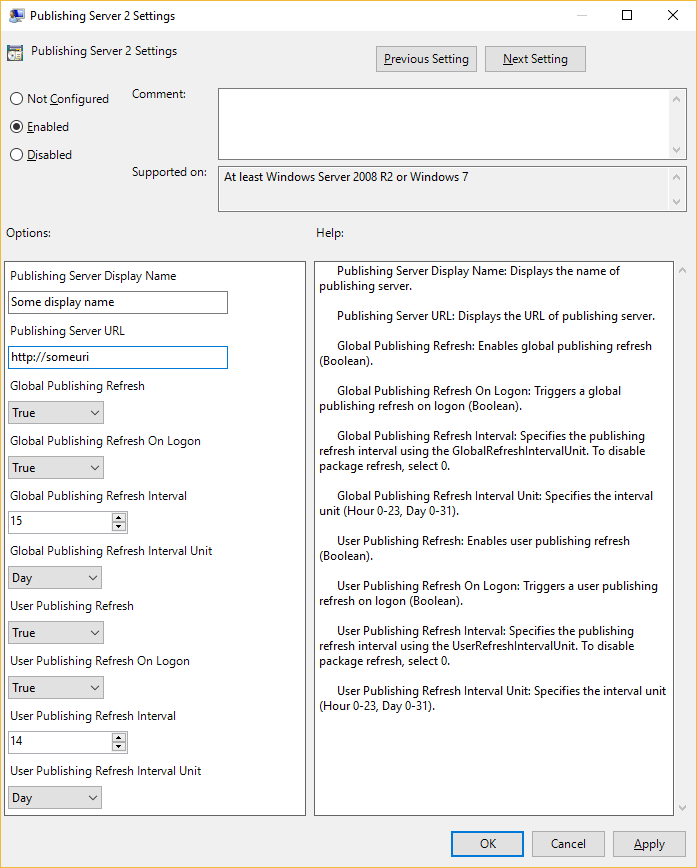 Publishing Server 2 Settings
Publishing Server 2 Settings
Previous Setting
Next Setting
Not Configured
Enabled
Disabled
Comment:
Supported on:
At least Windows Server 2008 R2 or Windows 7
Options:
Help:
Publishing Server Display Name
Some display name
Publishing Server URL
http://someuri
Global Publishing Refresh
True
Global Publishing Refresh On Logon
True
Global Publishing Refresh Interval
15
Global Publishing Refresh Interval Unit
Day
User Publishing Refresh
True
User Publishing Refresh On Logon
True
User Publishing Refresh Interval
14
User Publishing Refresh Interval Unit
Day
Publishing Server Display Name: Displays the name of
publishing server.
Publishing Server URL: Displays the URL of publishing server.
Global Publishing Refresh: Enables global publishing refresh
(Boolean).
Global Publishing Refresh On Logon: Triggers a global
publishing refresh on logon (Boolean).
Global Publishing Refresh Interval: Specifies the publishing
refresh interval using the GlobalRefreshIntervalUnit. To disable
package refresh, select 0.
Global Publishing Refresh Interval Unit: Specifies the interval
unit (Hour 0-23, Day 0-31).
User Publishing Refresh: Enables user publishing refresh
(Boolean).
User Publishing Refresh On Logon: Triggers a user publishing
refresh on logon (Boolean).
User Publishing Refresh Interval: Specifies the publishing
refresh interval using the UserRefreshIntervalUnit. To disable
package refresh, select 0.
User Publishing Refresh Interval Unit: Specifies the interval unit
(Hour 0-23, Day 0-31).
OK
Cancel
Apply